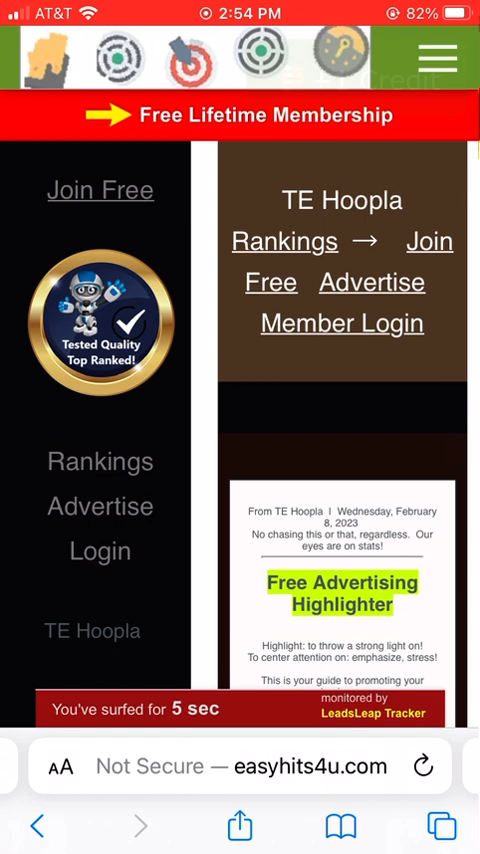 AT&T
2:54 PM
82%
+1 Credit
Free Lifetime Membership
Join Free
Tested Quality
Top Ranked!
Rankings
Advertise
Login
TE Hoopla
TE Hoopla
Rankings → Join
Free Advertise
Member Login
From TE Hoopla | Wednesday, February
8, 2023
No chasing this or that, regardless. Our
eyes are on stats!
Free Advertising
Highlighter
Highlight: to throw a strong light on!
To center attention on: emphasize, stress!
This is your guide to promoting your
You've surfed for 5 sec
monitored by
LeadsLeap Tracker
AA Not Secure — easyhits4u.com